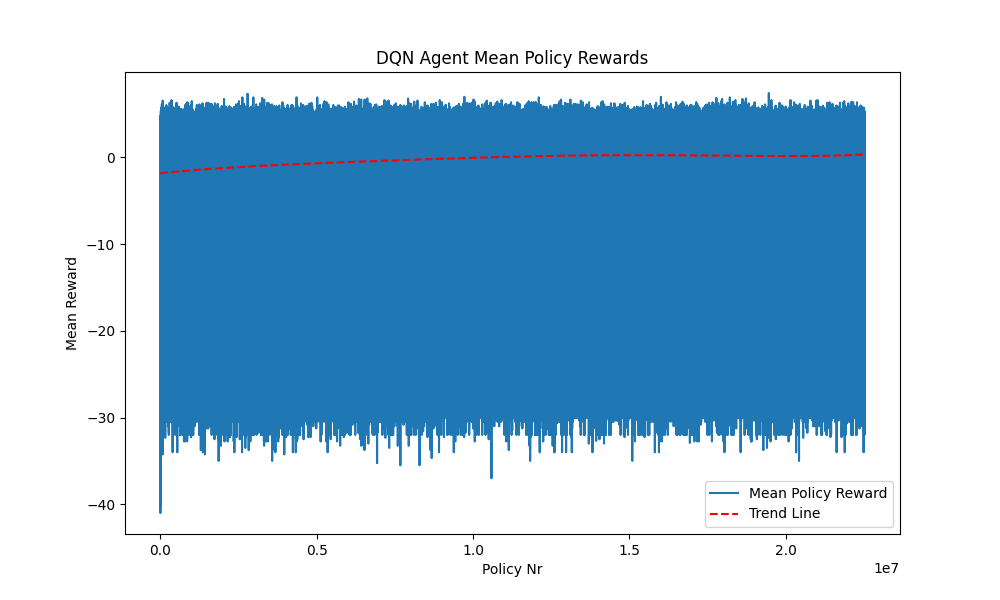 DQN Agent Mean Policy Rewards
Mean Reward
0
−10
−20
−30
−40
0.0 0.5 1.0 1.5 2.0
1e7
Policy Nr
Mean Policy Reward
Trend Line